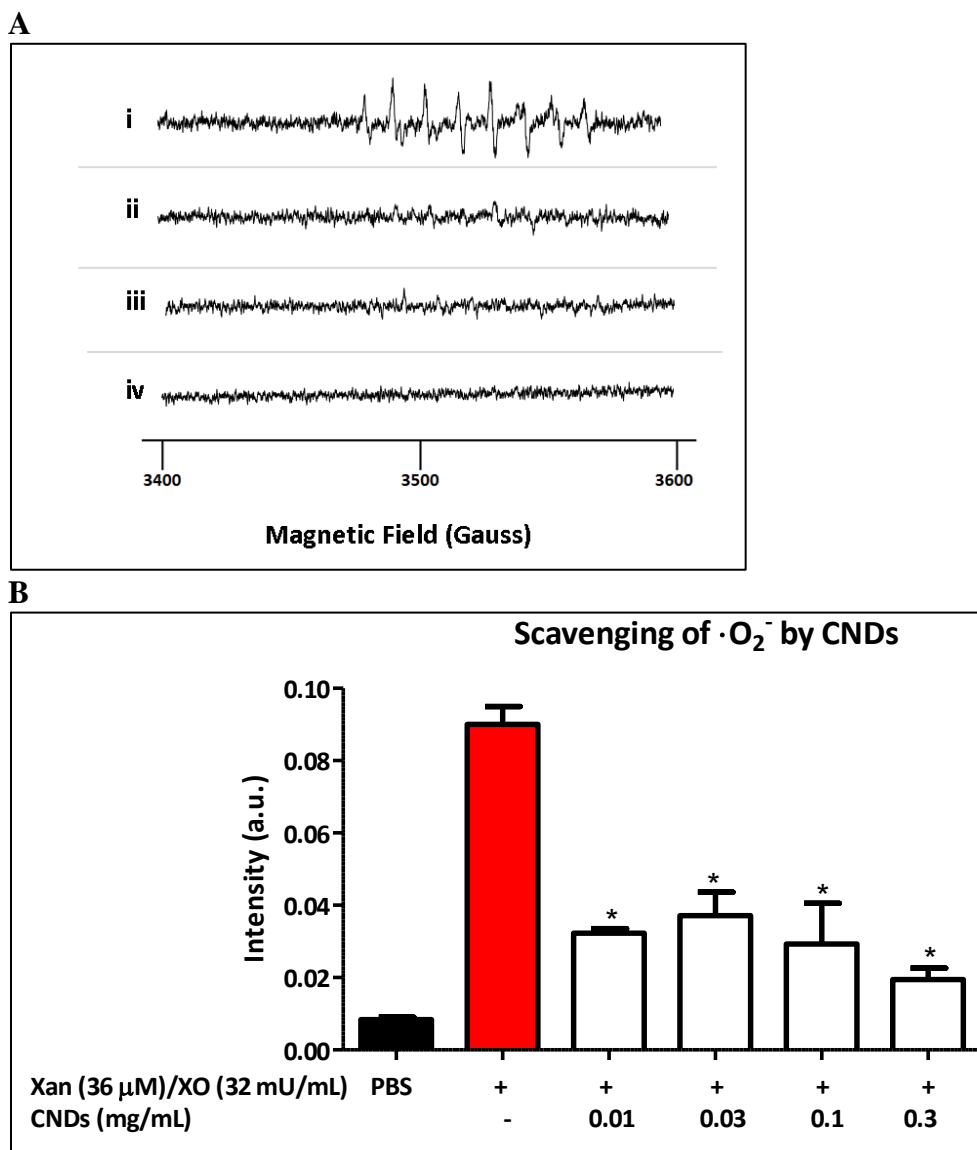 A
i
ii
iii
iv
3400 3500 3600
Magnetic Field (Gauss)
B
Scavenging of ·O₂⁻ by CNDs
Intensity (a.u.)
0.10
0.08
0.06
0.04
0.02
0.00
* * * *
Xan (36 μM)/XO (32 mU/mL) PBS + + + + +
CNDs (mg/mL) - 0.01 0.03 0.1 0.3